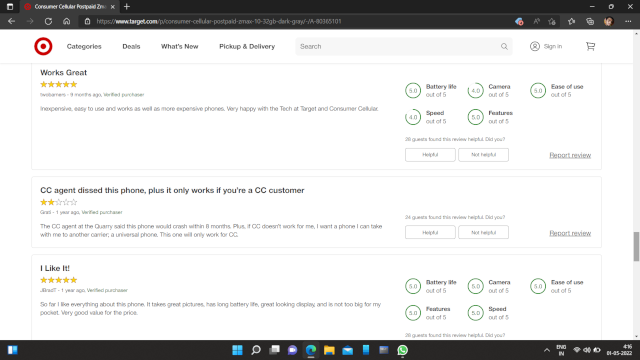 Consumer Cellular Postpaid Zmax
https://www.target.com/p/consumer-cellular-postpaid-zmax-10-32gb-dark-gray/-/A-80365101
Categories
Deals
What's New
Pickup & Delivery
Search
Sign in
Works Great
- 9 months ago, Verified purchaser
Inexpensive, easy to use and works as well as more expensive phones. Very happy with the Tech at Target and Consumer Cellular.
5.0 Battery life out of 5
4.0 Camera out of 5
5.0 Ease of use out of 5
4.0 Speed out of 5
5.0 Features out of 5
28 guests found this review helpful. Did you?
Helpful
Not helpful
Report review
CC agent dissed this phone, plus it only works if you're a CC customer
- 1 year ago, Verified purchaser
The CC agent at the Quarry said this phone would crash within 6 months. Plus, if CC doesn't work for me, I want a phone I can take
with me to another carrier; a universal phone. This one will only work for CC.
24 guests found this review helpful. Did you?
Helpful
Not helpful
Report review
I Like It!
- 1 year ago, Verified purchaser
So far I like everything about this phone. It takes great pictures, has long battery life, great looking display, and is not too big for my
pocket. Very good value for the price.
5.0 Battery life out of 5
5.0 Camera out of 5
5.0 Ease of use out of 5
5.0 Features out of 5
5.0 Speed out of 5
28 guests found this review helpful. Did you?
ENG
IN
4:16
01-05-2022